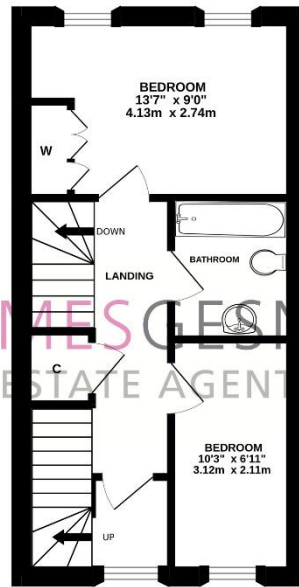 BEDROOM
13'7" x 9'0"
4.13m x 2.74m
W
DOWN
BATHROOM
LANDING
MESGESN
C
ESTATE AGENT
BEDROOM
10'3" x 6'11"
3.12m x 2.11m
UP